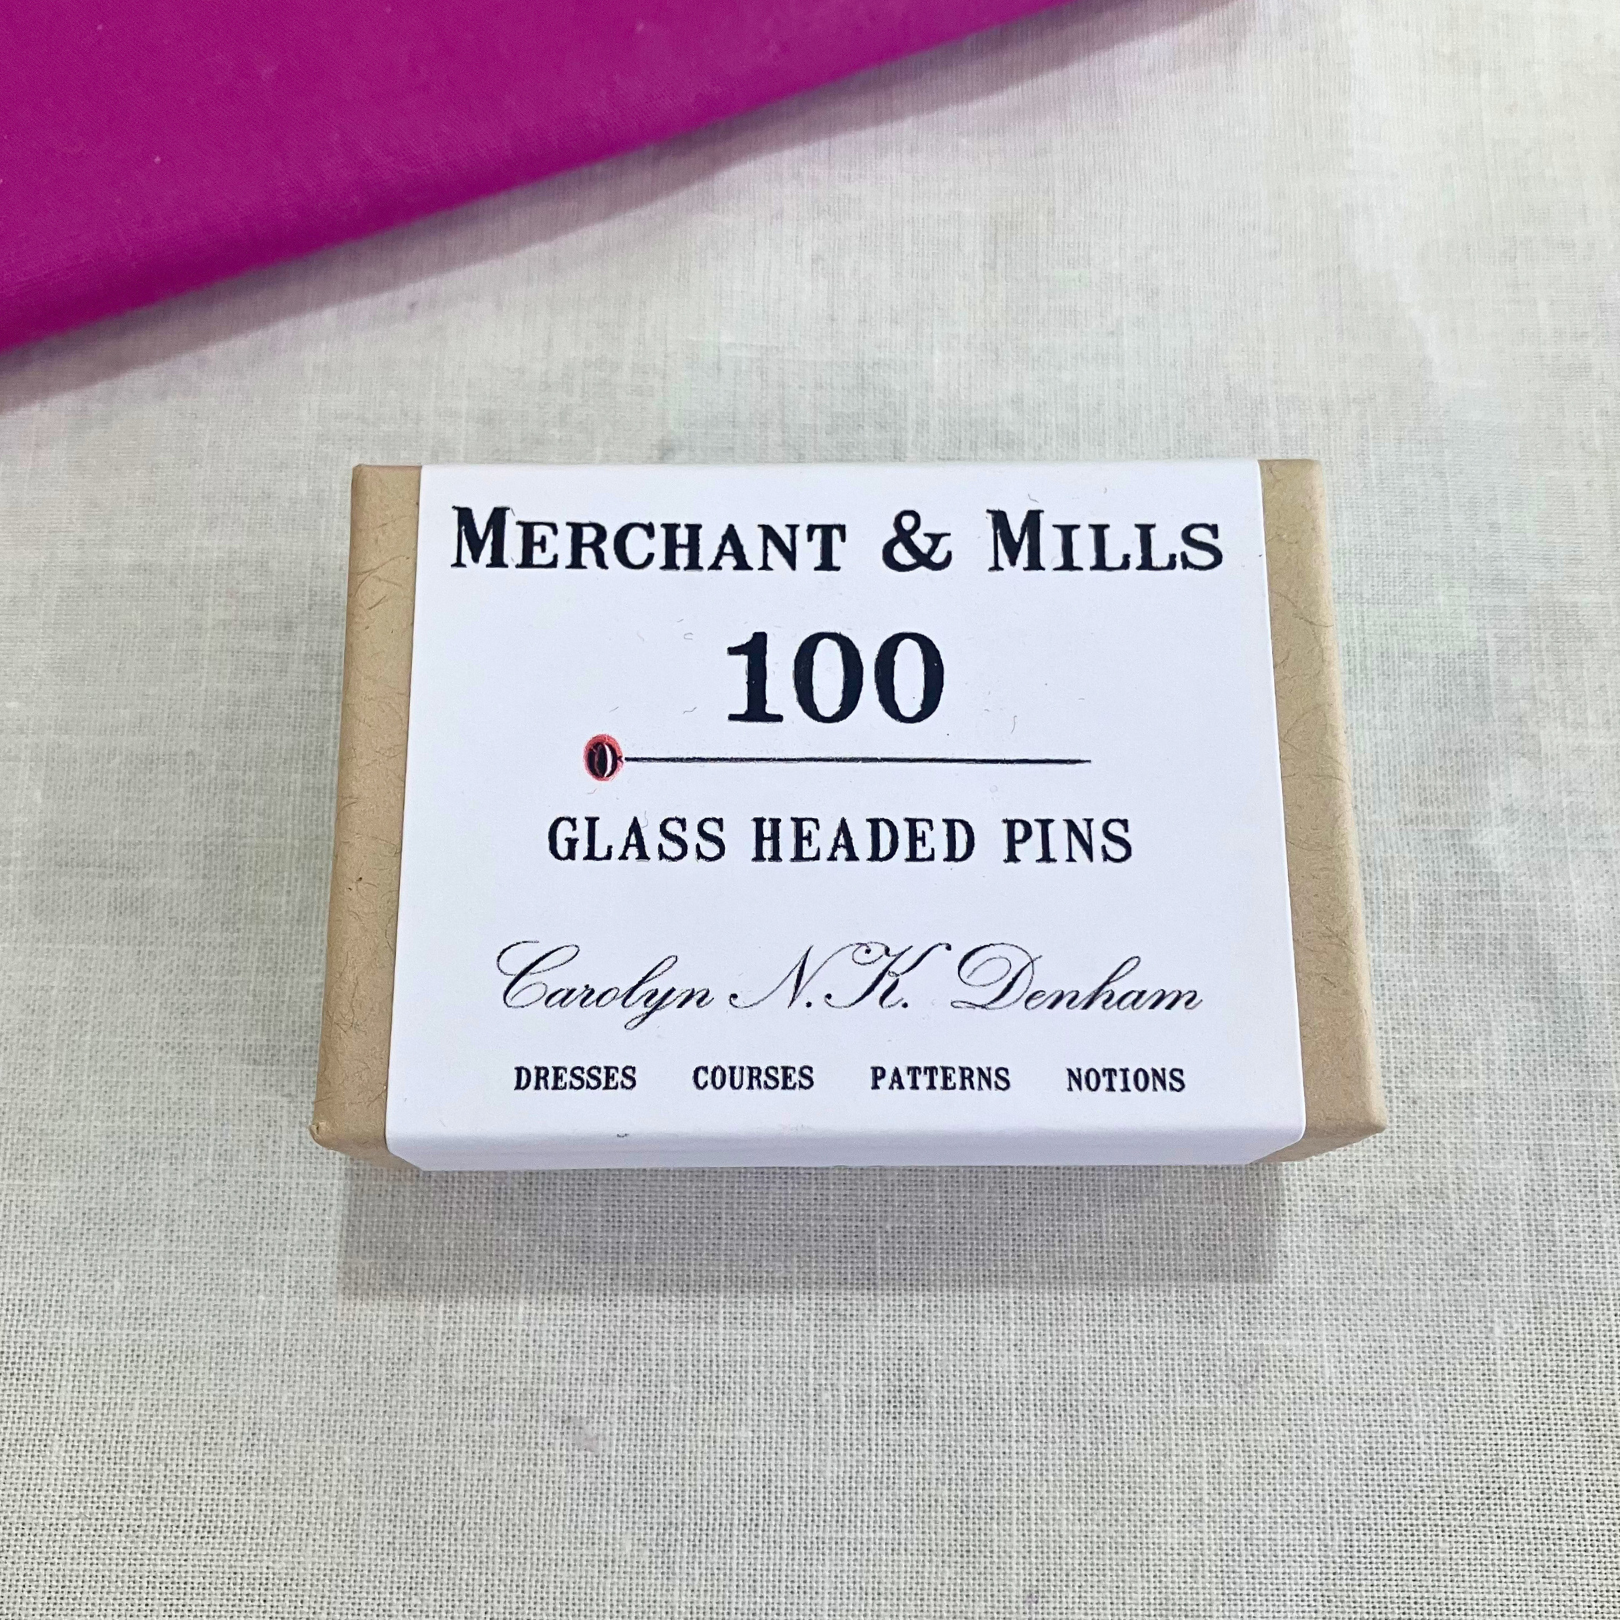 MERCHANT & MILLS
100
GLASS HEADED PINS
Carolyn N.K. Denham
DRESSES COURSES PATTERNS NOTIONS